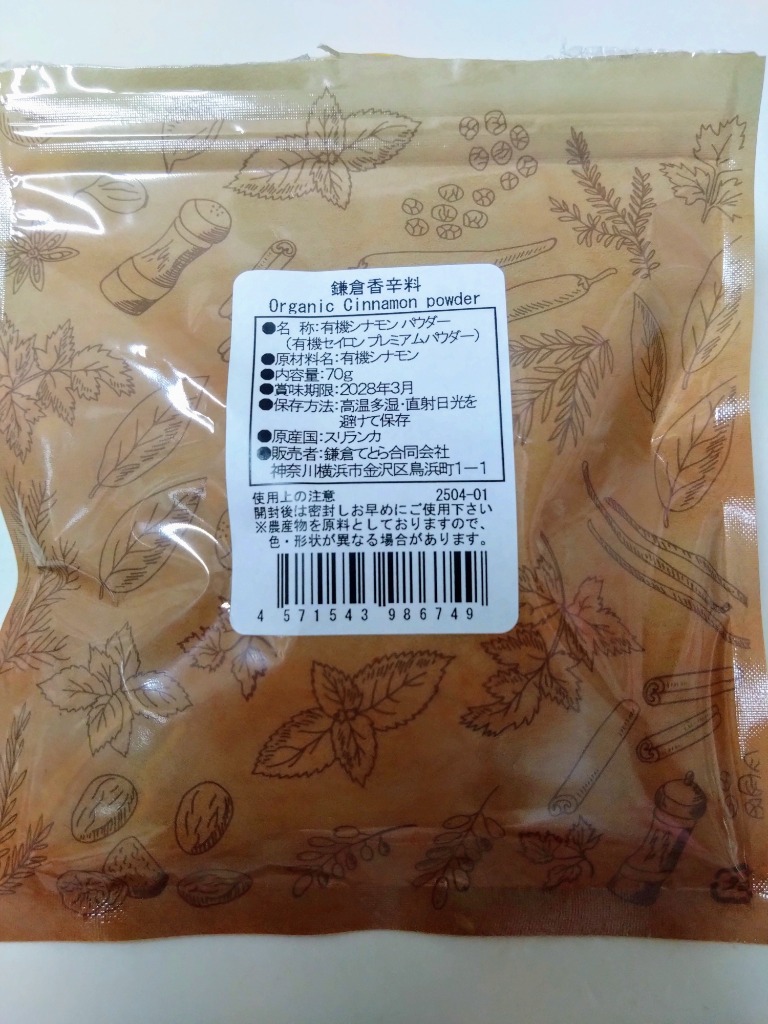 鎌倉香辛料
Organic Cinnamon powder
●名 称:有機シナモン パウダー
(有機セイロン プレミアムパウダー)
●原材料名:有機シナモン
●内容量:70g
●賞味期限:2028年3月
●保存方法:高温多湿・直射日光を
避けて保存
●原産国:スリランカ
●販売者:鎌倉てとら合同会社
神奈川横浜市金沢区鳥浜町1ー1
使用上の注意 2504-01
開封後は密封しお早めにご使用下さい
※農産物を原料としておりますので、
色・形状が異なる場合があります。
4 571543 986749